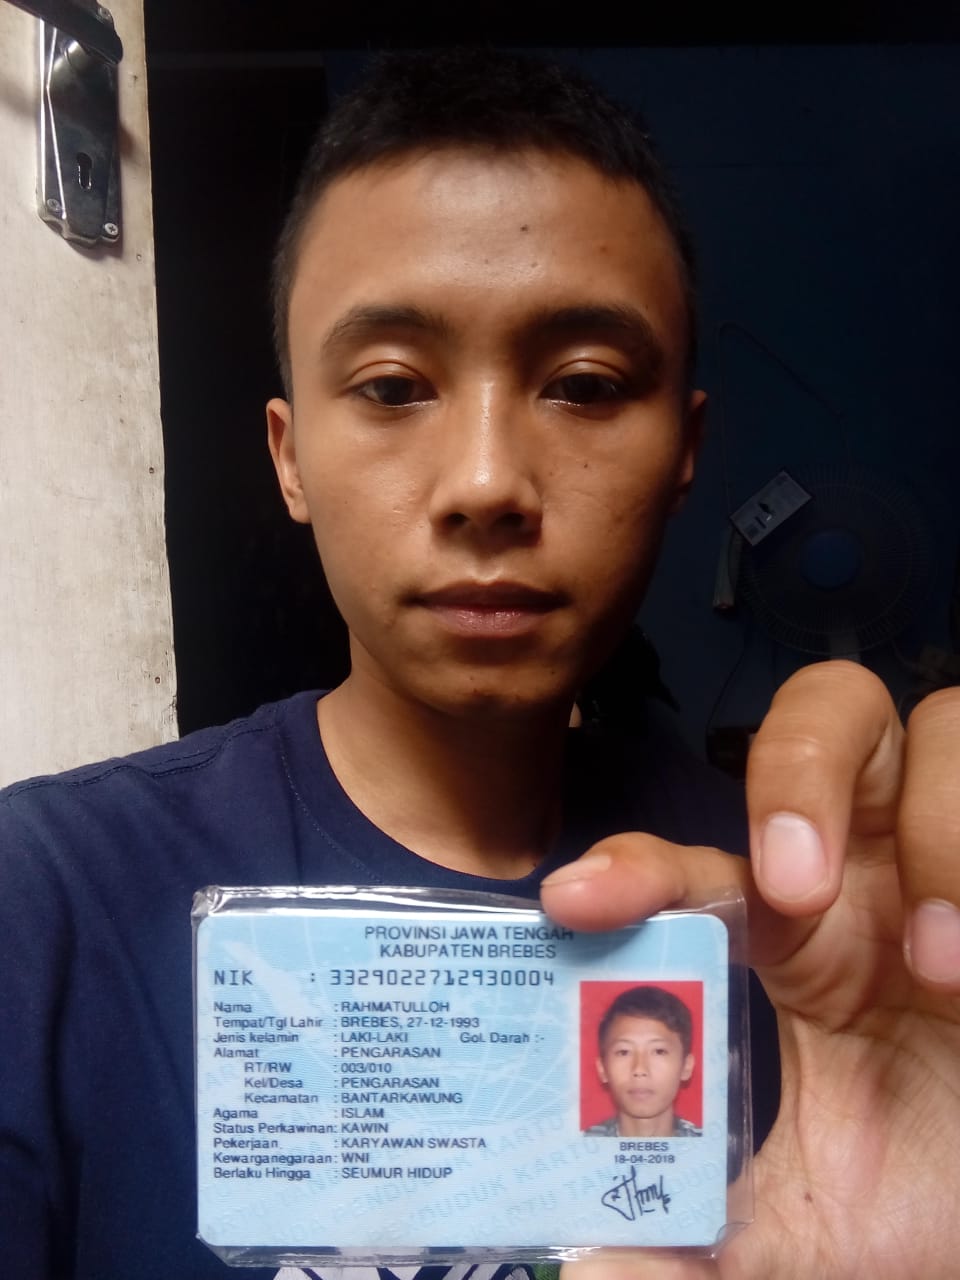 PROVINSI JAWA TENGAH
KABUPATEN BREBES
NIK : 3329022712930004
Nama : RAHMATULLOH
Tempat/Tgl Lahir : BREBES, 27-12-1993
Jenis kelamin : LAKI-LAKI Gol. Darah :-
Alamat : PENGARASAN
RT/RW : 003/010
Kel/Desa : PENGARASAN
Kecamatan : BANTARKAWUNG
Agama : ISLAM
Status Perkawinan: KAWIN
Pekerjaan : KARYAWAN SWASTA
Kewarganegaraan : WNI
Berlaku Hingga : SEUMUR HIDUP
BREBES
18-04-2018